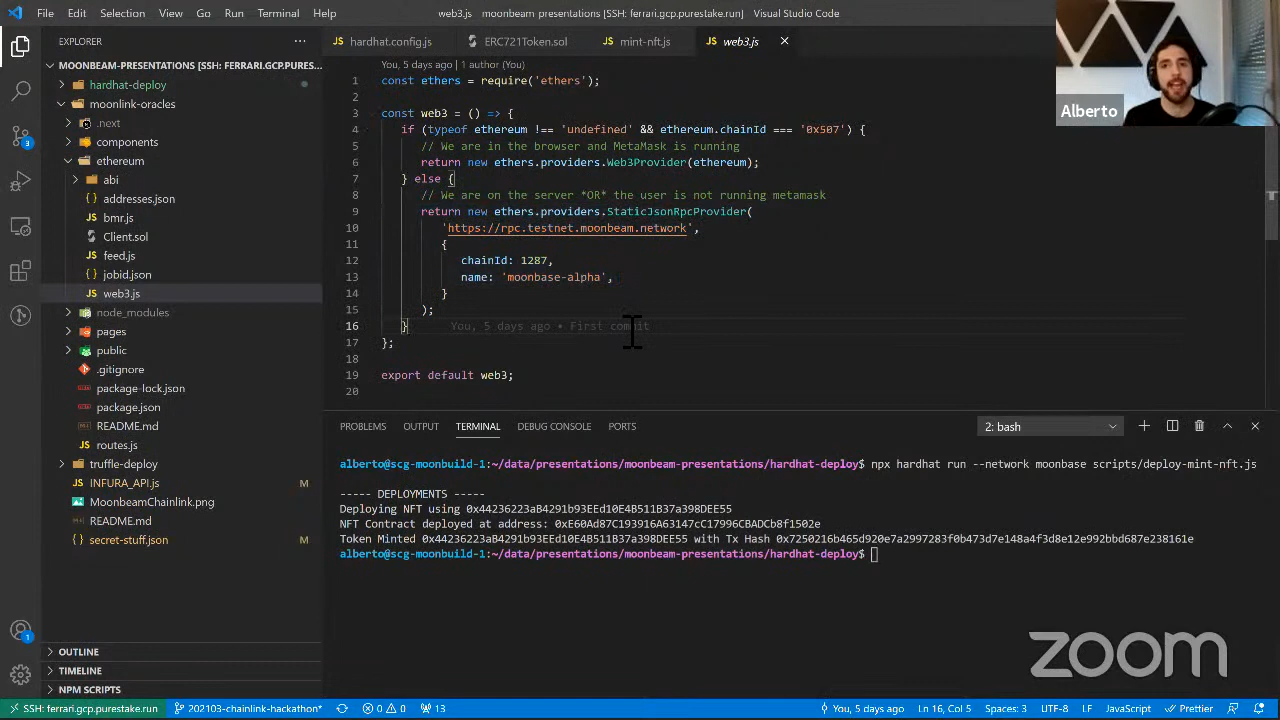 File Edit Selection View Go Run Terminal Help
web3.js - moonbeam-presentations [SSH: ferrari.gcp.purestake.run] - Visual Studio Code
EXPLORER
MOONBEAM-PRESENTATIONS [SSH: FERRARI.GCP.PURES...
hardhat-deploy
moonlink-oracles
.next
components
ethereum
abi
addresses.json
bmr.js
Client.sol
feed.js
jobid.json
web3.js
node_modules
pages
public
.gitignore
package-lock.json
package.json
README.md
routes.js
truffle-deploy
INFURA_API.js M
MoonbeamChainlink.png
README.md
secret-stuff.json M
OUTLINE
TIMELINE
NPM SCRIPTS
3
1
hardhat.config.js
ERC721Token.sol
mint-nft.js
web3.js
You, 5 days ago | 1 author (You)
1 const ethers = require('ethers');
2
3 const web3 = () => {
4 if (typeof ethereum !== 'undefined' && ethereum.chainId === '0x507') {
5 // We are in the browser and MetaMask is running
6 return new ethers.providers.Web3Provider(ethereum);
7 } else {
8 // We are on the server *OR* the user is not running metamask
9 return new ethers.providers.StaticJsonRpcProvider(
10 'https://rpc.testnet.moonbeam.network',
11 {
12 chainId: 1287,
13 name: 'moonbase-alpha',
14 }
15 );
16 } You, 5 days ago • First commit
17 };
18
19 export default web3;
20
Alberto
PROBLEMS OUTPUT TERMINAL DEBUG CONSOLE PORTS
2: bash
alberto@scg-moonbuild-1:~/data/presentations/moonbeam-presentations/hardhat-deploy$ npx hardhat run --network moonbase scripts/deploy-mint-nft.js
----- DEPLOYMENTS -----
Deploying NFT using 0x44236223aB4291b93EEd10E4B511B37a398DEE55
NFT Contract deployed at address: 0xE60Ad87C193916A63147cC17996CBADCb8f1502e
Token Minted 0x44236223aB4291b93EEd10E4B511B37a398DEE55 with Tx Hash 0x7250216b465d920e7a2997283f0b473d7e148a4f3d8e12e992bbd687e238161e
alberto@scg-moonbuild-1:~/data/presentations/moonbeam-presentations/hardhat-deploy$
zoom
SSH: ferrari.gcp.purestake.run
202103-chainlink-hackathon*
0 0
13
You, 5 days ago
Ln 16, Col 5
Spaces: 3
UTF-8
LF
JavaScript
Prettier